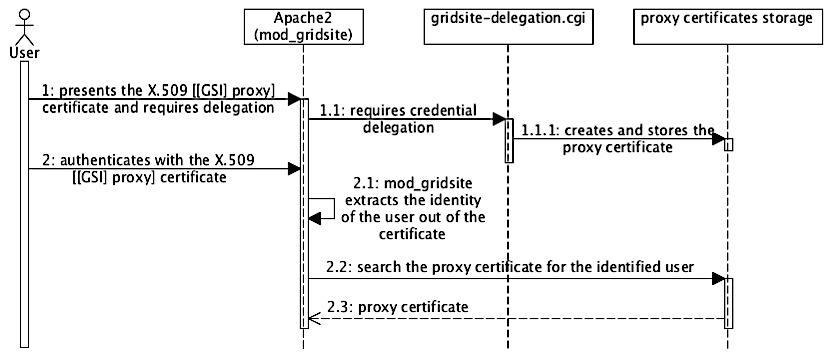 Apache2
(mod_gridsite)
gridsite-delegation.cgi
proxy certificates storage
User
1: presents the X.509 [[GSI] proxy]
certificate and requires delegation
1.1: requires credential
delegation
1.1.1: creates and stores the
proxy certificate
2: authenticates with the X.509
[[GSI] proxy] certificate
2.1: mod_gridsite
extracts the identity
of the user out of the
certificate
2.2: search the proxy certificate for the identified user
2.3: proxy certificate